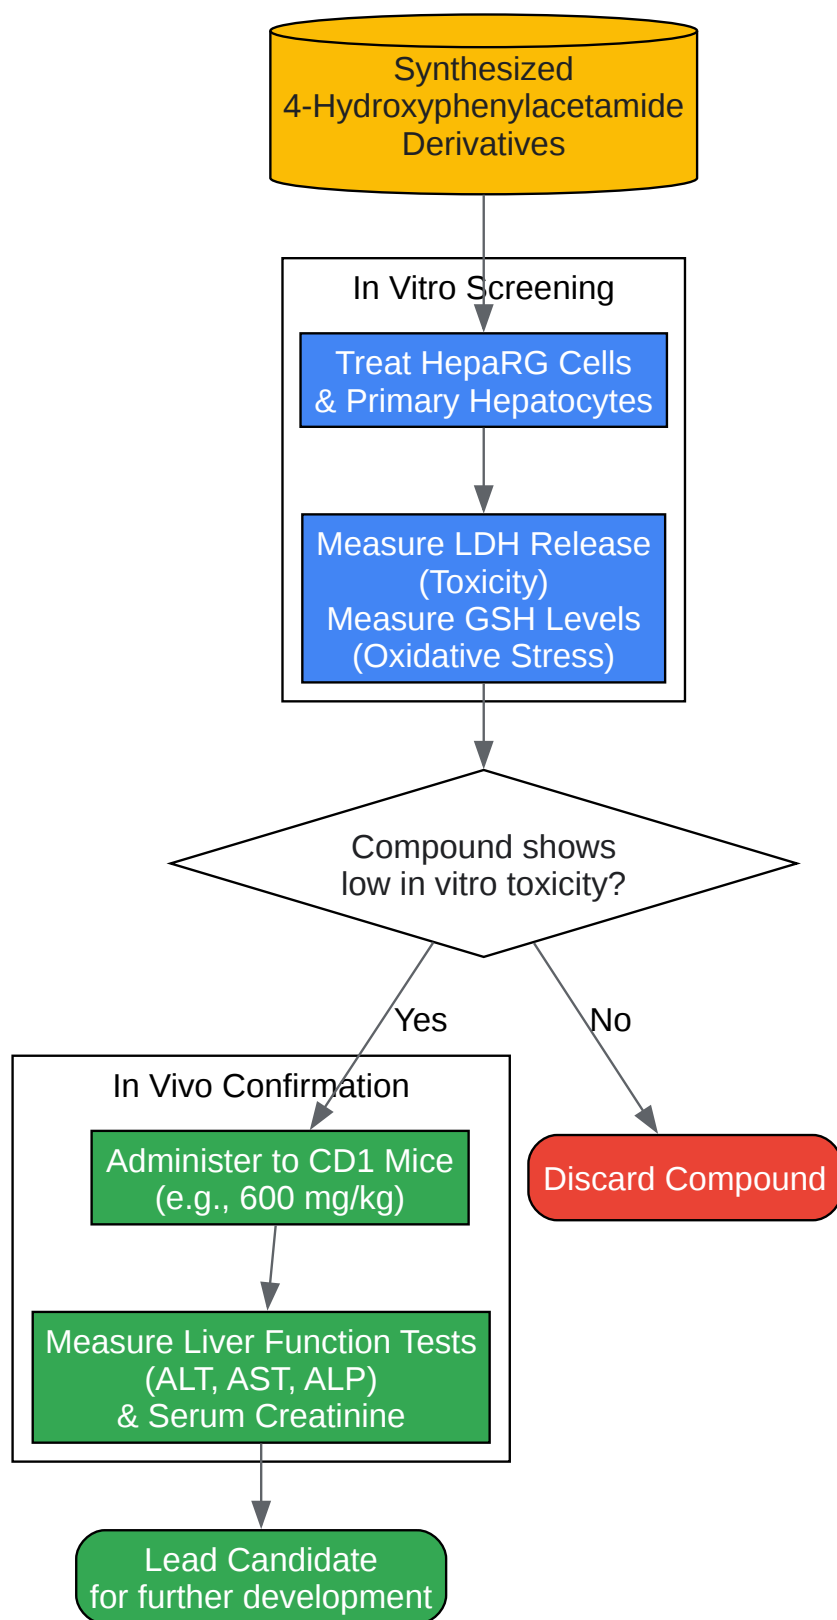 Synthesized
4-Hydroxyphenylacetamide
Derivatives
In Vitro Screening
Treat HepaRG Cells
& Primary Hepatocytes
Measure LDH Release
(Toxicity)
Measure GSH Levels
(Oxidative Stress)
Compound shows
low in vitro toxicity?
Yes
No
In Vivo Confirmation
Administer to CD1 Mice
(e.g., 600 mg/kg)
Discard Compound
Measure Liver Function Tests
(ALT, AST, ALP)
& Serum Creatinine
Lead Candidate
for further development